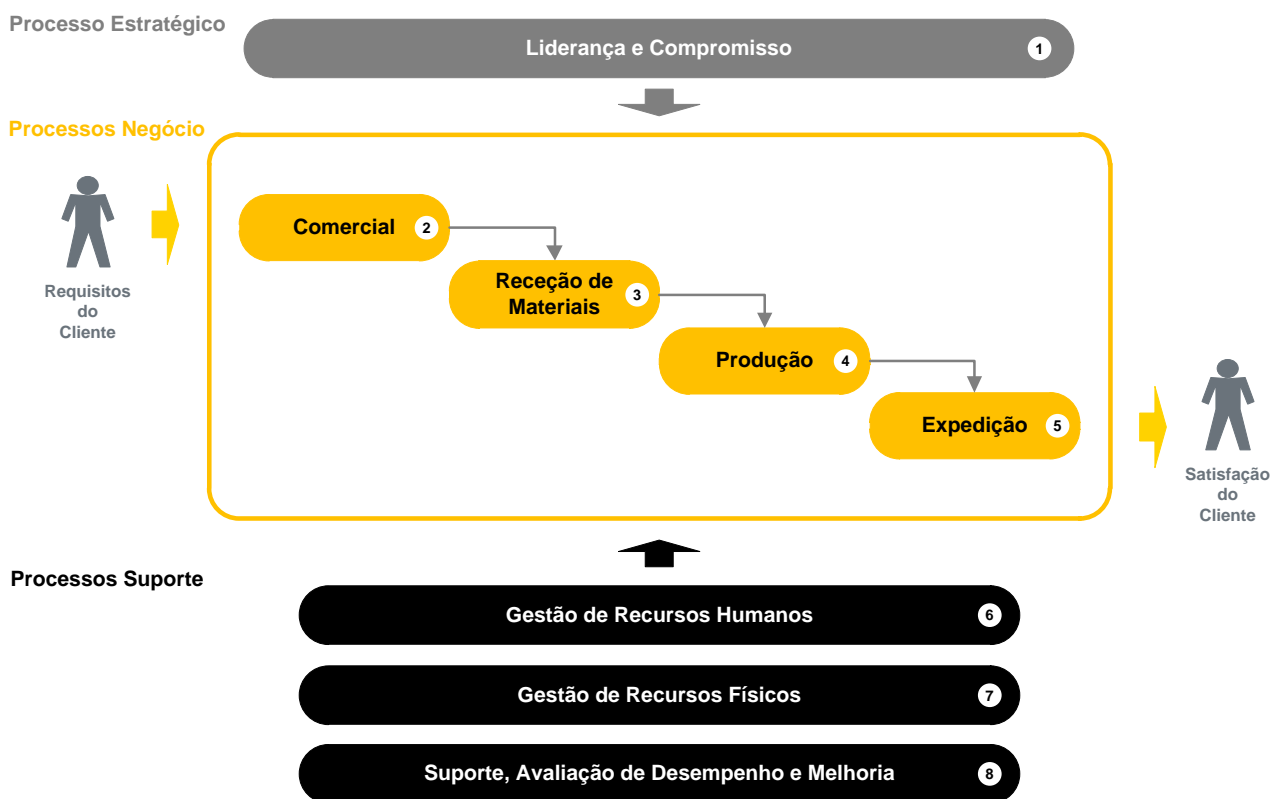 Processo Estratégico
Liderança e Compromisso 1
Processos Negócio
Comercial 2
Requisitos
do
Cliente
Receção de
Materiais 3
Produção 4
Expedição 5
Satisfação
do
Cliente
Processos Suporte
Gestão de Recursos Humanos 6
Gestão de Recursos Físicos 7
Suporte, Avaliação de Desempenho e Melhoria 8